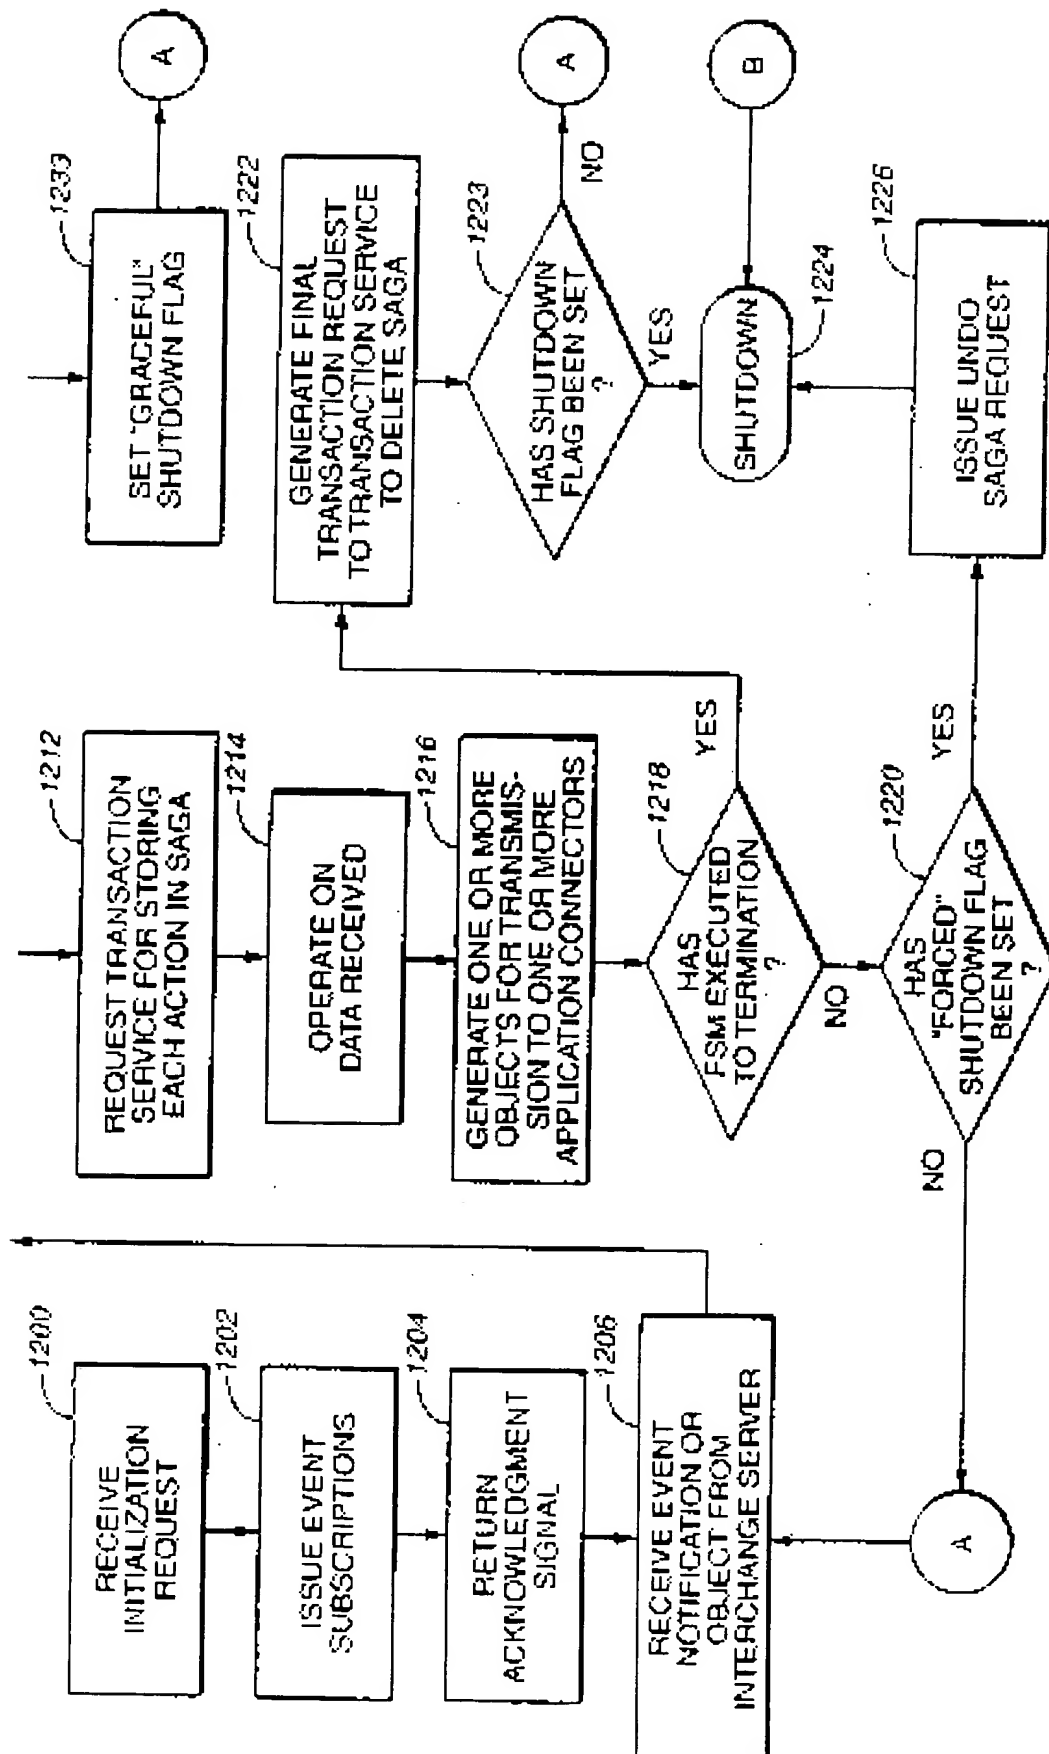 1200
RECEIVE
INITIALIZATION
REQUEST
1202
ISSUE EVENT
SUBSCRIPTIONS
1204
RETURN
ACKNOWLEDGMENT
SIGNAL
1206
RECEIVE EVENT
NOTIFICATION OR
OBJECT FROM
INTERCHANGE SERVER
A
1212
REQUEST TRANSACTION
SERVICE FOR STORING
EACH ACTION IN SAGA
1214
OPERATE ON
DATA RECEIVED
1216
GENERATE ONE OR MORE
OBJECTS FOR TRANSMIS-
SION TO ONE OR MORE
APPLICATION CONNECTORS
1218
HAS
FSM EXECUTED
TO TERMINATION
?
YES
NO
1220
HAS
"FORCED"
SHUTDOWN FLAG
BEEN SET
?
YES
NO
1233
SET "GRACEFUL"
SHUTDOWN FLAG
A
1222
GENERATE FINAL
TRANSACTION REQUEST
TO TRANSACTION SERVICE
TO DELETE SAGA
1223
HAS SHUTDOWN
FLAG BEEN SET
?
NO
A
YES
SHUTDOWN
1224
B
1226
ISSUE UNDO
SAGA REQUEST